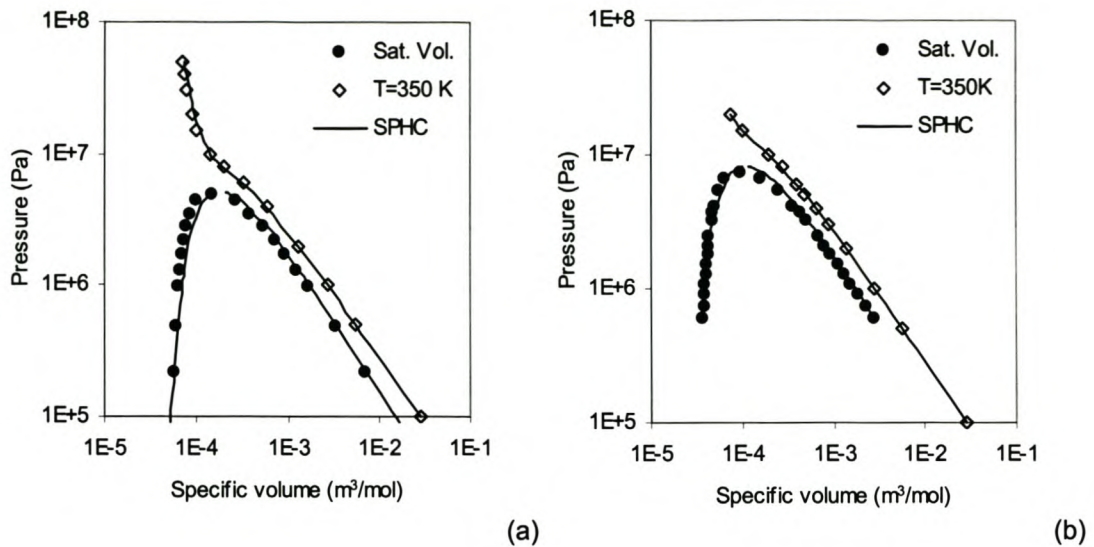 1E+8
1E+7
1E+6
1E+5
Pressure (Pa)
Sat. Vol.
T=350 K
SPHC
1E-5 1E-4 1E-3 1E-2 1E-1
Specific volume (m³/mol)
(a)
1E+8
1E+7
1E+6
1E+5
Pressure (Pa)
Sat. Vol.
T=350K
SPHC
1E-5 1E-4 1E-3 1E-2 1E-1
Specific volume (m³/mol)
(b)